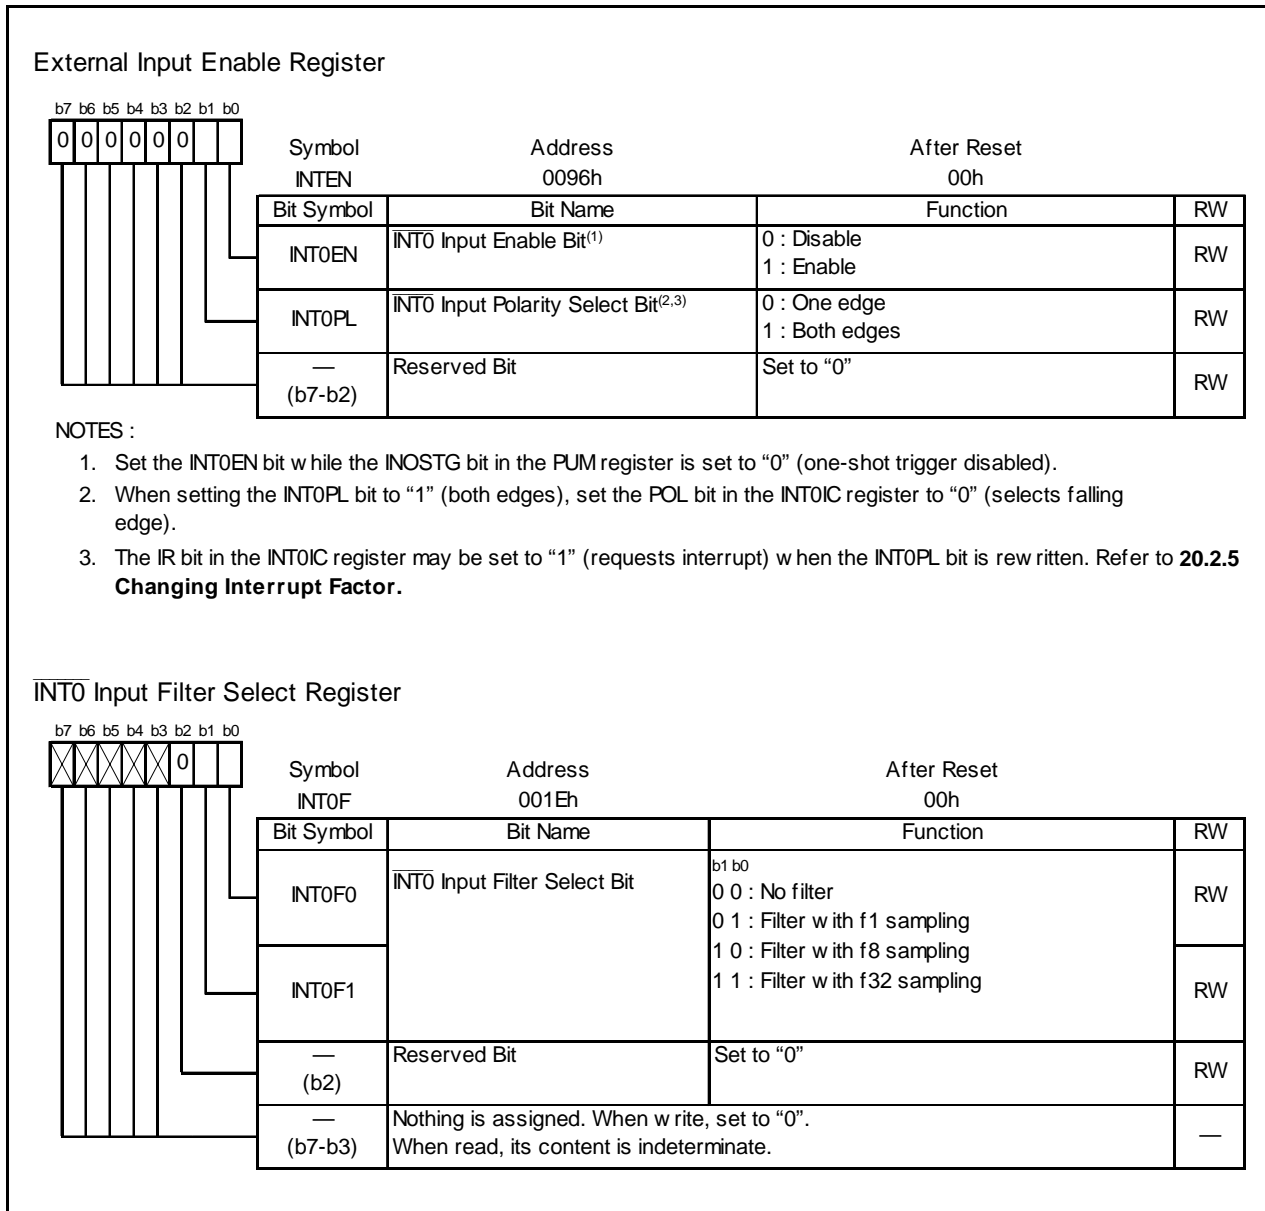 External Input Enable Register
b7 b6 b5 b4 b3 b2 b1 b0
0 0 0 0 0 0
Symbol Address After Reset
INTEN 0096h 00h
Bit Symbol Bit Name Function RW
INT0EN INT0 Input Enable Bit(1) 0 : Disable RW
1 : Enable
INT0PL INT0 Input Polarity Select Bit(2,3) 0 : One edge RW
1 : Both edges
— Reserved Bit Set to “0” RW
(b7-b2)
NOTES :
1. Set the INT0EN bit while the INOSTG bit in the PUM register is set to “0” (one-shot trigger disabled).
2. When setting the INT0PL bit to “1” (both edges), set the POL bit in the INT0IC register to “0” (selects falling
edge).
3. The IR bit in the INT0IC register may be set to “1” (requests interrupt) when the INT0PL bit is rewritten. Refer to 20.2.5
Changing Interrupt Factor.
INT0 Input Filter Select Register
b7 b6 b5 b4 b3 b2 b1 b0
0
Symbol Address After Reset
INT0F 001Eh 00h
Bit Symbol Bit Name Function RW
INT0F0 INT0 Input Filter Select Bit b1 b0 RW
0 0 : No filter
0 1 : Filter with f1 sampling
1 0 : Filter with f8 sampling
INT0F1 1 1 : Filter with f32 sampling RW
— Reserved Bit Set to “0” RW
(b2)
— Nothing is assigned. When write, set to “0”. —
(b7-b3) When read, its content is indeterminate.